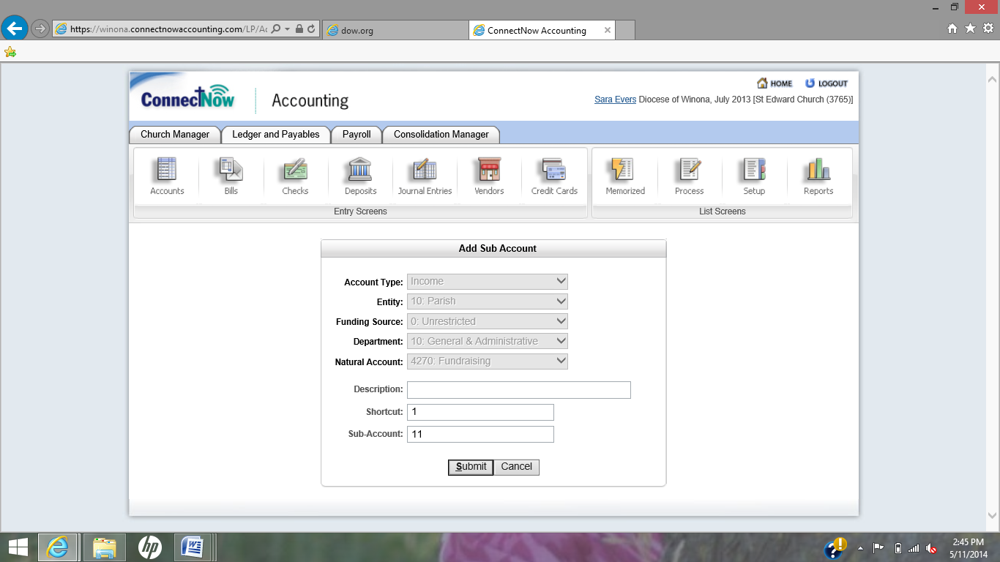 https://winona.connectnowaccounting.com/LP/Ac
dow.org
ConnectNow Accounting
ConnectNow
Accounting
HOME
LOGOUT
Sara Evers Diocese of Winona, July 2013 [St Edward Church (3765)]
Church Manager
Ledger and Payables
Payroll
Consolidation Manager
Accounts
Bills
Checks
Deposits
Journal Entries
Vendors
Credit Cards
Memorized
Process
Setup
Reports
Entry Screens
List Screens
Add Sub Account
Account Type: Income
Entity: 10: Parish
Funding Source: 0: Unrestricted
Department: 10: General & Administrative
Natural Account: 4270: Fundraising
Description:
Shortcut: 1
Sub-Account: 11
Submit
Cancel
hp
2:45 PM
5/11/2014